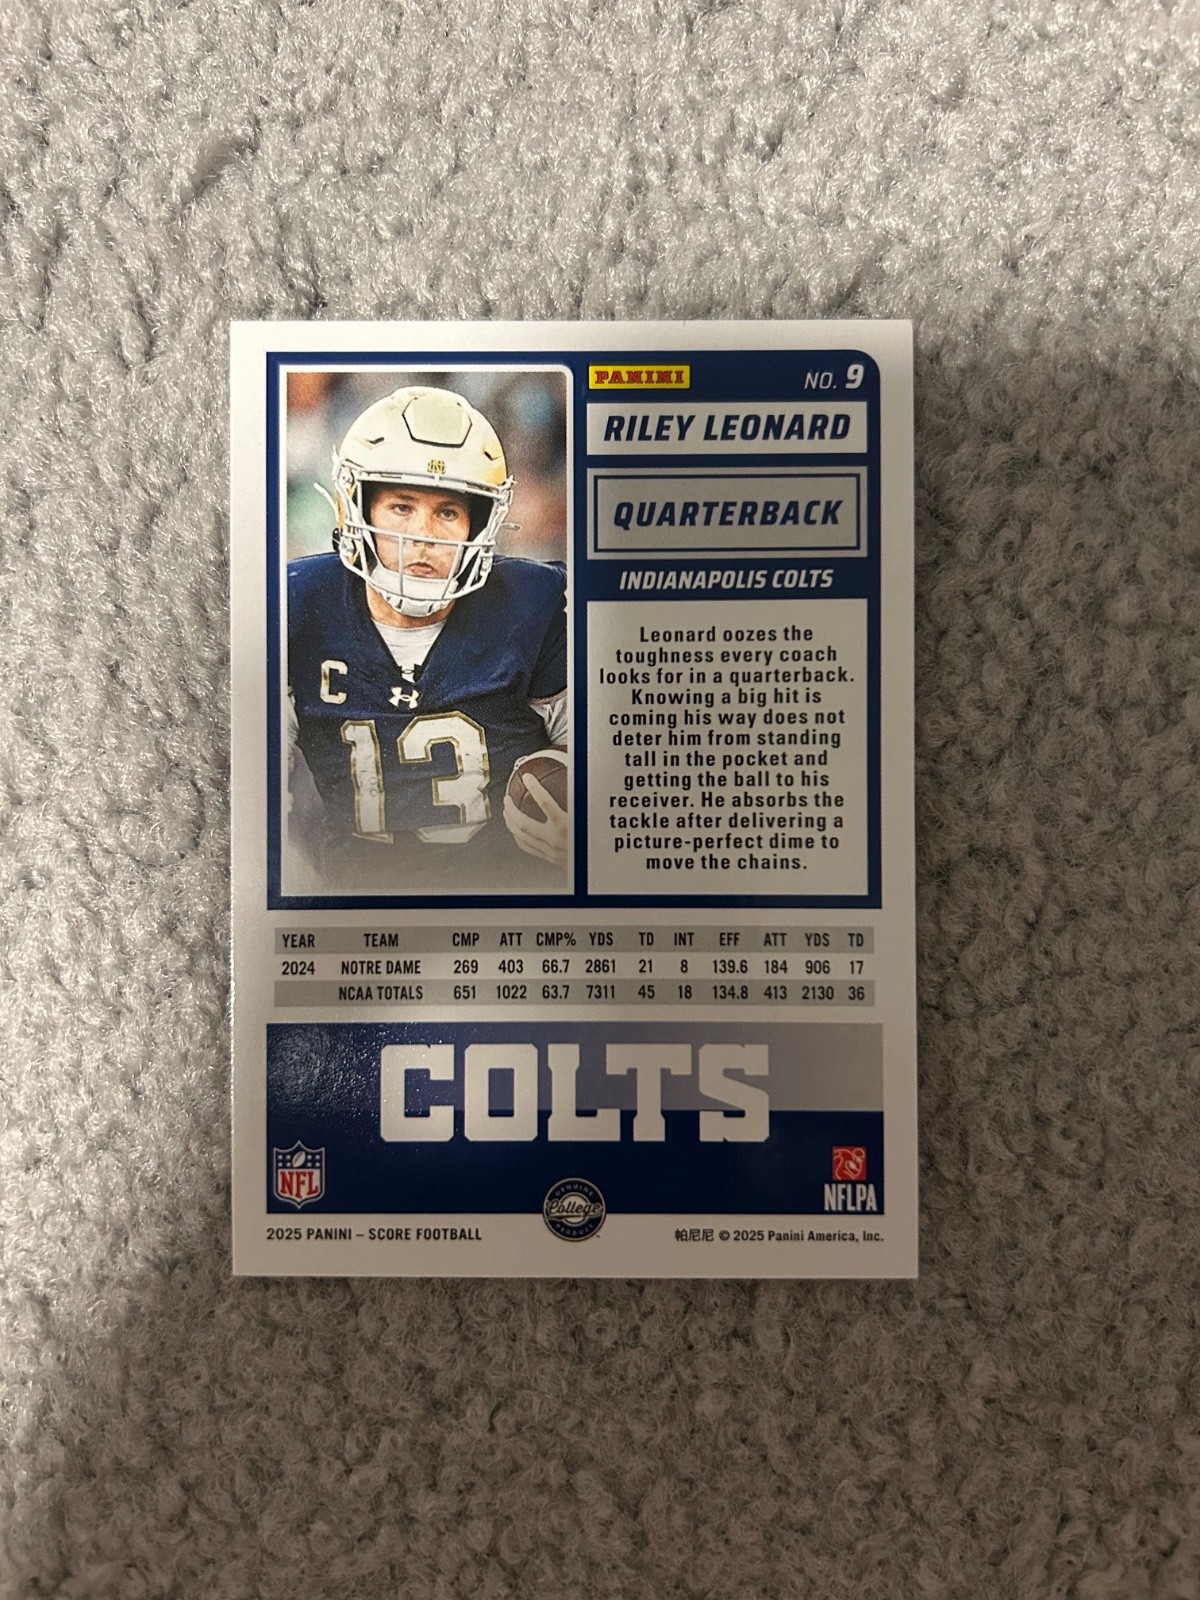 PANINI
NO. 9
RILEY LEONARD
QUARTERBACK
INDIANAPOLIS COLTS
Leonard oozes the
toughness every coach
looks for in a quarterback.
Knowing a big hit is
coming his way does not
deter him from standing
tall in the pocket and
getting the ball to his
receiver. He absorbs the
tackle after delivering a
picture-perfect dime to
move the chains.
C
13
YEAR TEAM CMP ATT CMP% YDS TD INT EFF ATT YDS TD
2024 NOTRE DAME 269 403 66.7 2861 21 8 139.6 184 906 17
NCAA TOTALS 651 1022 63.7 7311 45 18 134.8 413 2130 36
COLTS
NFL
GENUINE
College
PRODUCT
NFLPA
2025 PANINI – SCORE FOOTBALL
帕尼尼 © 2025 Panini America, Inc.